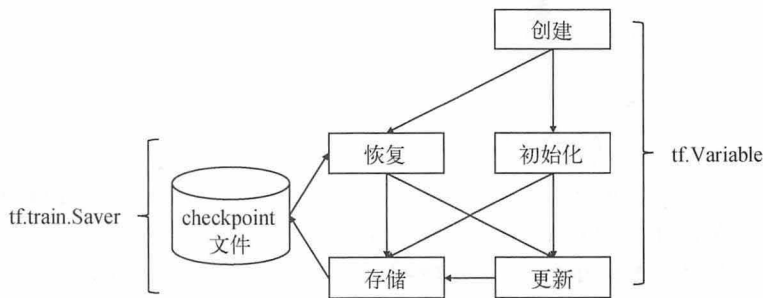 创建
恢复
初始化
tf.Variable
tf.train.Saver
checkpoint
文件
存储
更新